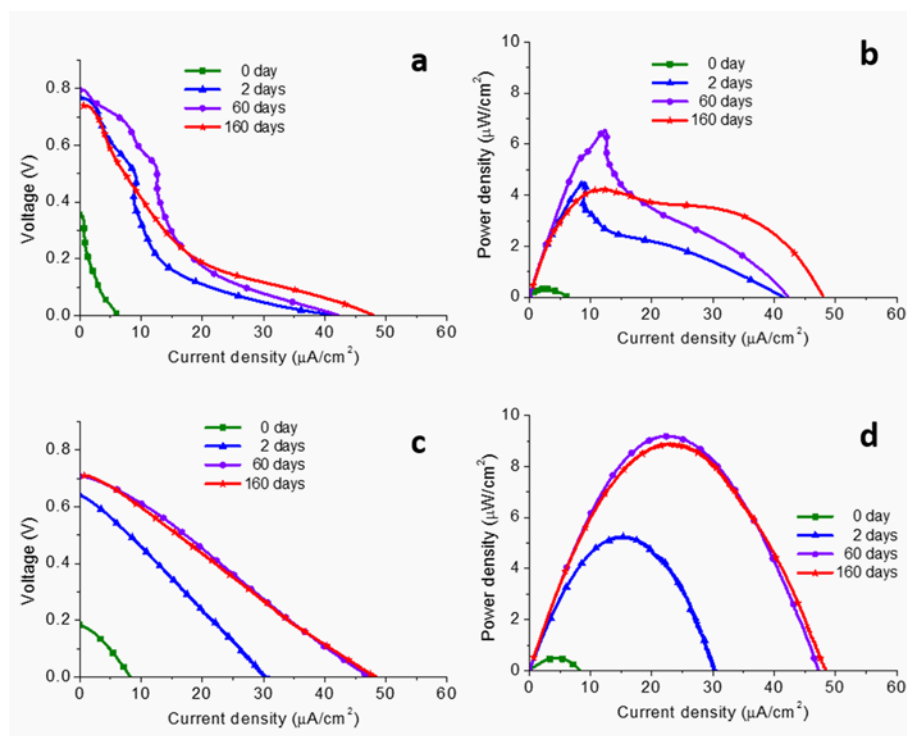 a
0 day
2 days
60 days
160 days
Voltage (V)
0.8
0.6
0.4
0.2
0.0
0 10 20 30 40 50 60
Current density (μA/cm²)
b
0 day
2 days
60 days
160 days
Power density (μW/cm²)
10
8
6
4
2
0
0 10 20 30 40 50 60
Current density (μA/cm²)
c
0 day
2 days
60 days
160 days
Voltage (V)
0.8
0.6
0.4
0.2
0.0
0 10 20 30 40 50 60
Current density (μA/cm²)
d
0 day
2 days
60 days
160 days
Power density (μW/cm²)
10
8
6
4
2
0
0 10 20 30 40 50 60
Current density (μA/cm²)